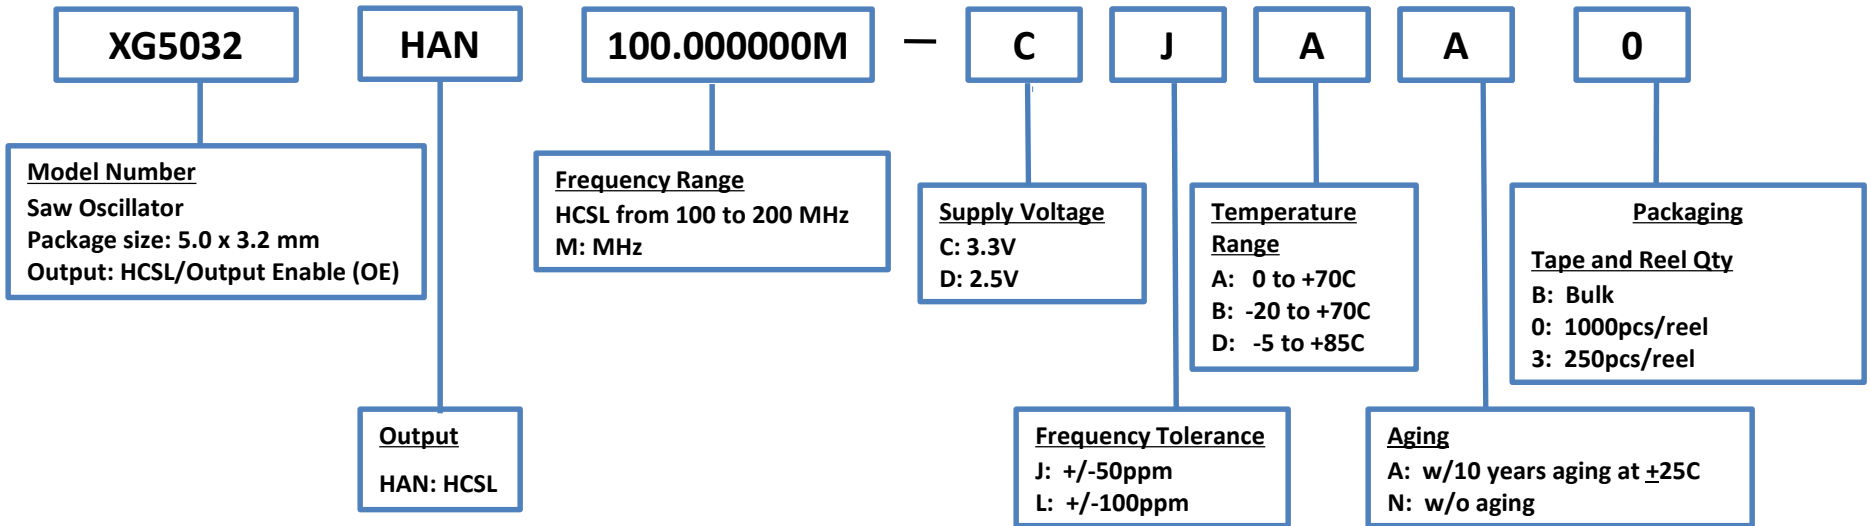 XG5032 HAN 100.000000M — C J A A 0
Model Number
Saw Oscillator
Package size: 5.0 x 3.2 mm
Output: HCSL/Output Enable (OE)
Frequency Range
HCSL from 100 to 200 MHz
M: MHz
Supply Voltage
C: 3.3V
D: 2.5V
Temperature
Range
A: 0 to +70C
B: -20 to +70C
D: -5 to +85C
Packaging
Tape and Reel Qty
B: Bulk
0: 1000pcs/reel
3: 250pcs/reel
Output
HAN: HCSL
Frequency Tolerance
J: +/-50ppm
L: +/-100ppm
Aging
A: w/10 years aging at +25C
N: w/o aging